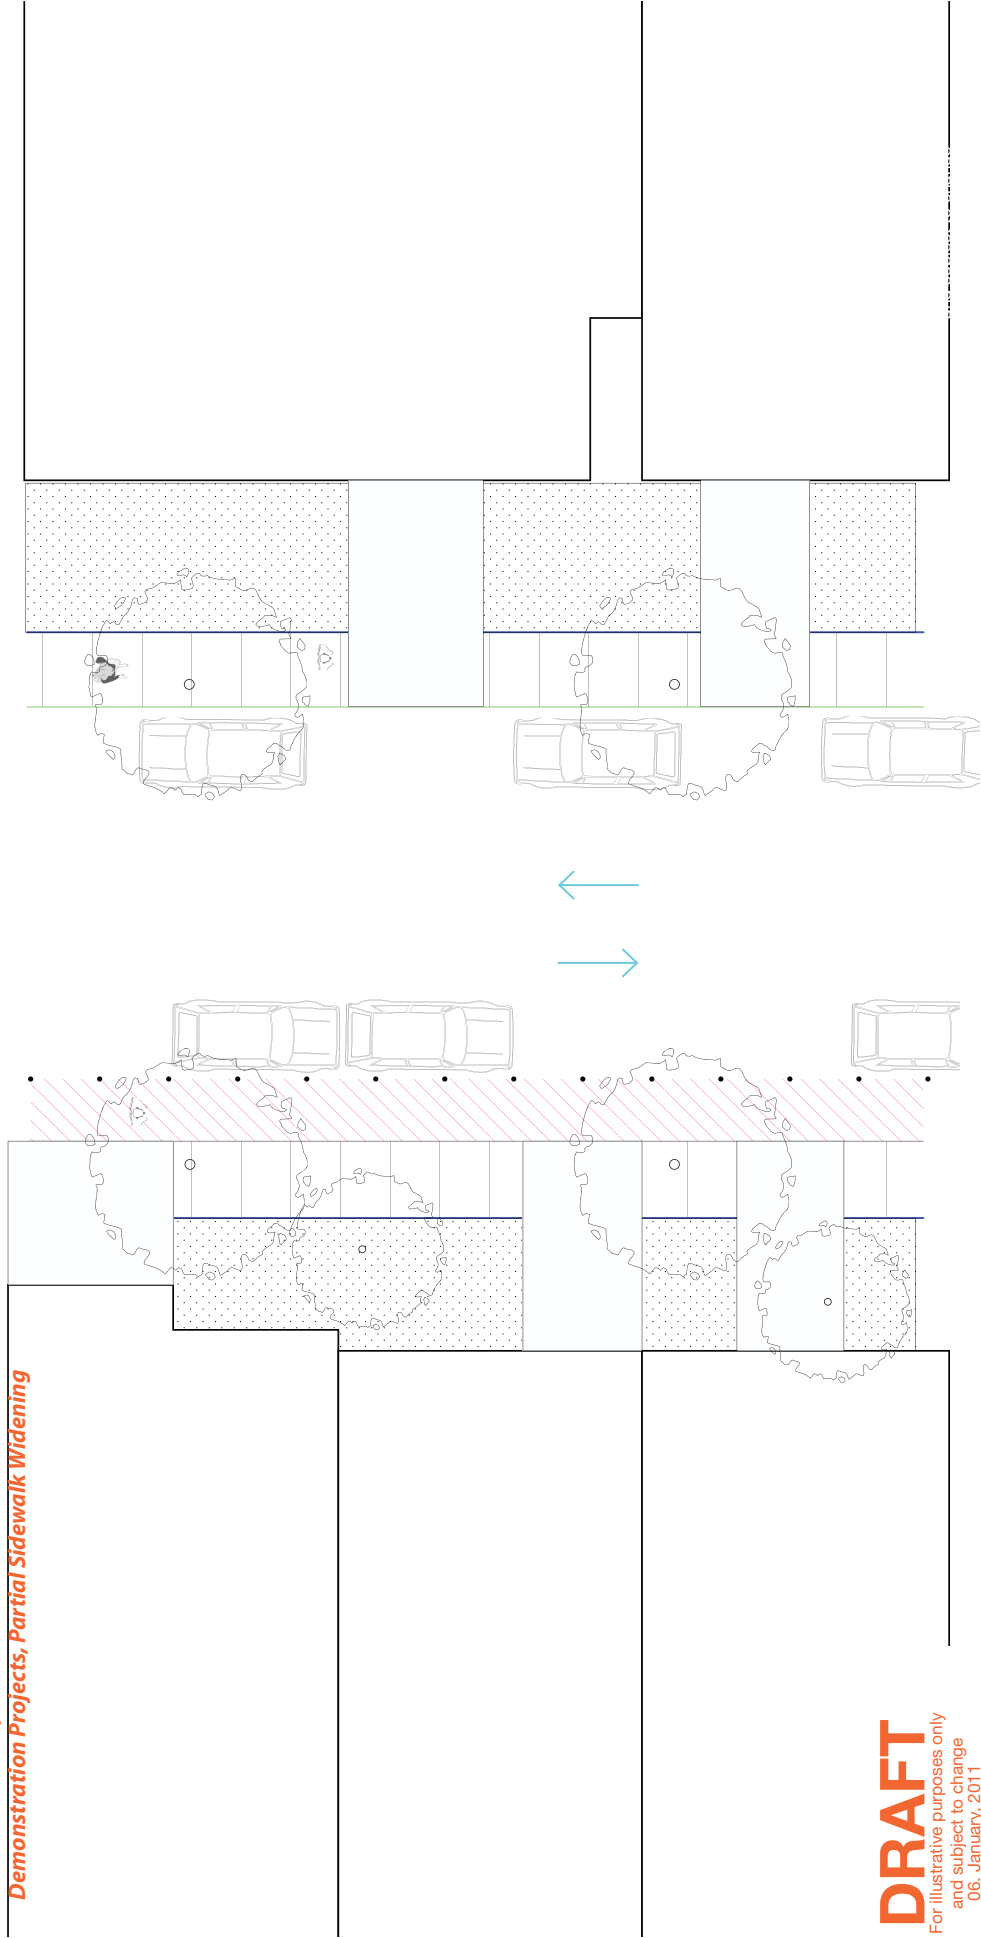 Demonstration Projects, Partial Sidewalk Widening
DRAFT
For illustrative purposes only
and subject to change
06. January. 2011